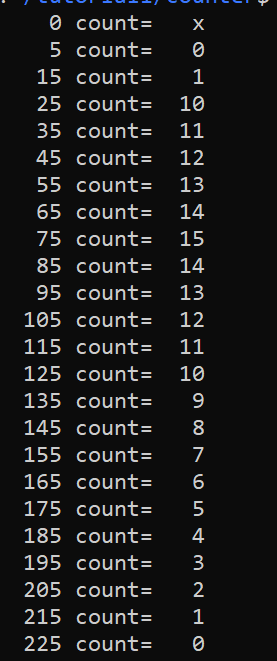 . /tutorial1/counter$
0 count= x
5 count= 0
15 count= 1
25 count= 10
35 count= 11
45 count= 12
55 count= 13
65 count= 14
75 count= 15
85 count= 14
95 count= 13
105 count= 12
115 count= 11
125 count= 10
135 count= 9
145 count= 8
155 count= 7
165 count= 6
175 count= 5
185 count= 4
195 count= 3
205 count= 2
215 count= 1
225 count= 0